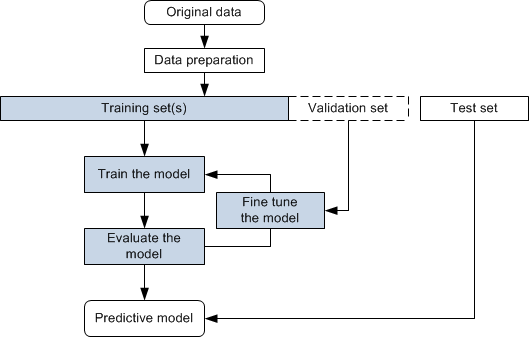 Original data
Data preparation
Training set(s)
Validation set
Test set
Train the model
Fine tune
the model
Evaluate the
model
Predictive model